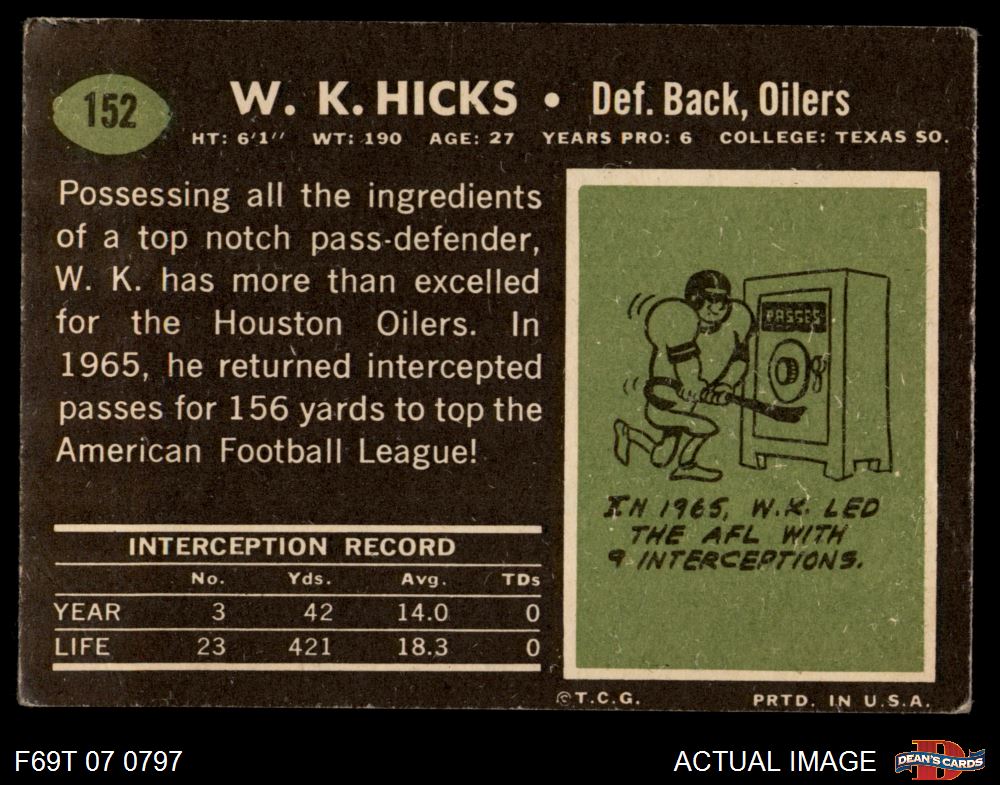 152
W. K. HICKS • Def. Back, Oilers
HT: 6'1'' WT: 190 AGE: 27 YEARS PRO: 6 COLLEGE: TEXAS SO.
Possessing all the ingredients
of a top notch pass-defender,
W. K. has more than excelled
for the Houston Oilers. In
1965, he returned intercepted
passes for 156 yards to top the
American Football League!
PASSES
IN 1965, W.K. LED
THE AFL WITH
9 INTERCEPTIONS.
INTERCEPTION RECORD
No. Yds. Avg. TDs
YEAR 3 42 14.0 0
LIFE 23 421 18.3 0
©T.C.G. PRTD. IN U.S.A.
F69T 07 0797 ACTUAL IMAGE
D
DEAN'S CARDS